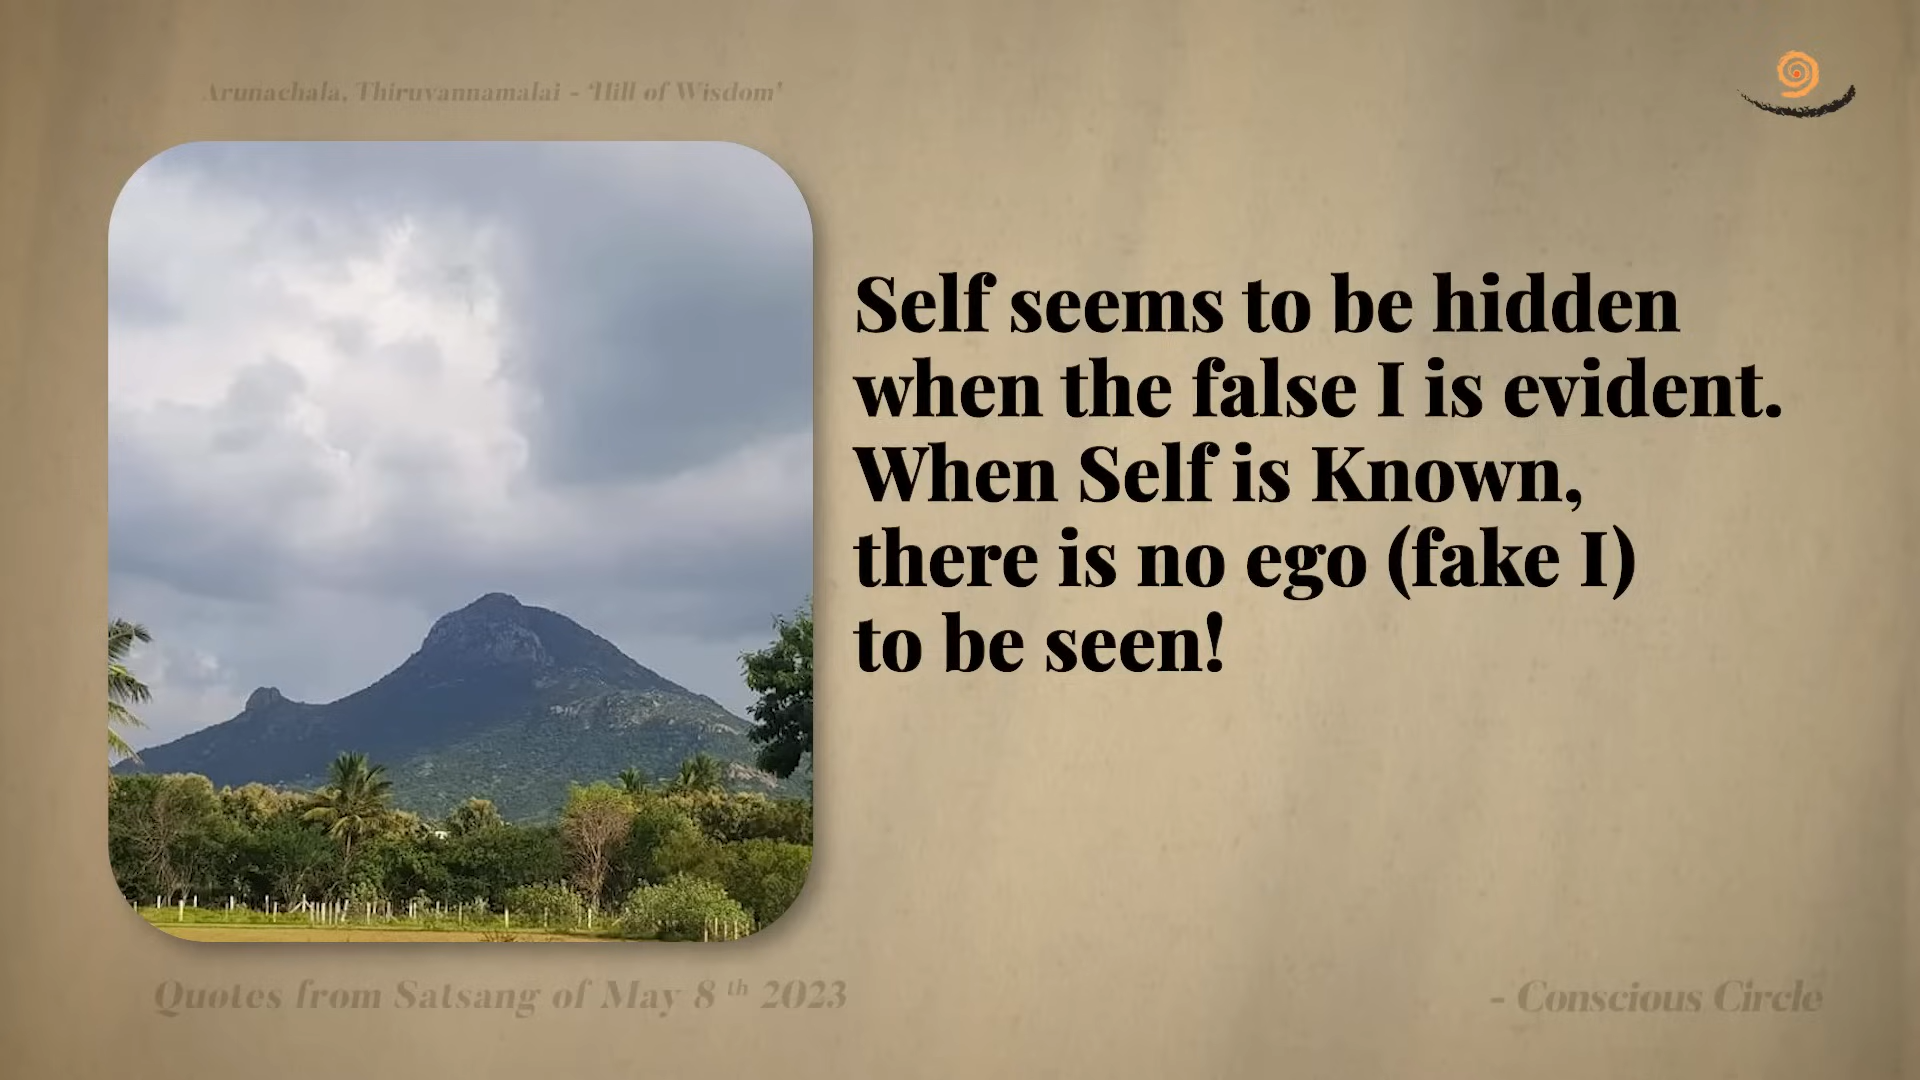 Arunachala, Thiruvannamalai - 'Hill of Wisdom'
Self seems to be hidden
when the false I is evident.
When Self is Known,
there is no ego (fake I)
to be seen!
Quotes from Satsang of May 8 th 2023
- Conscious Circle